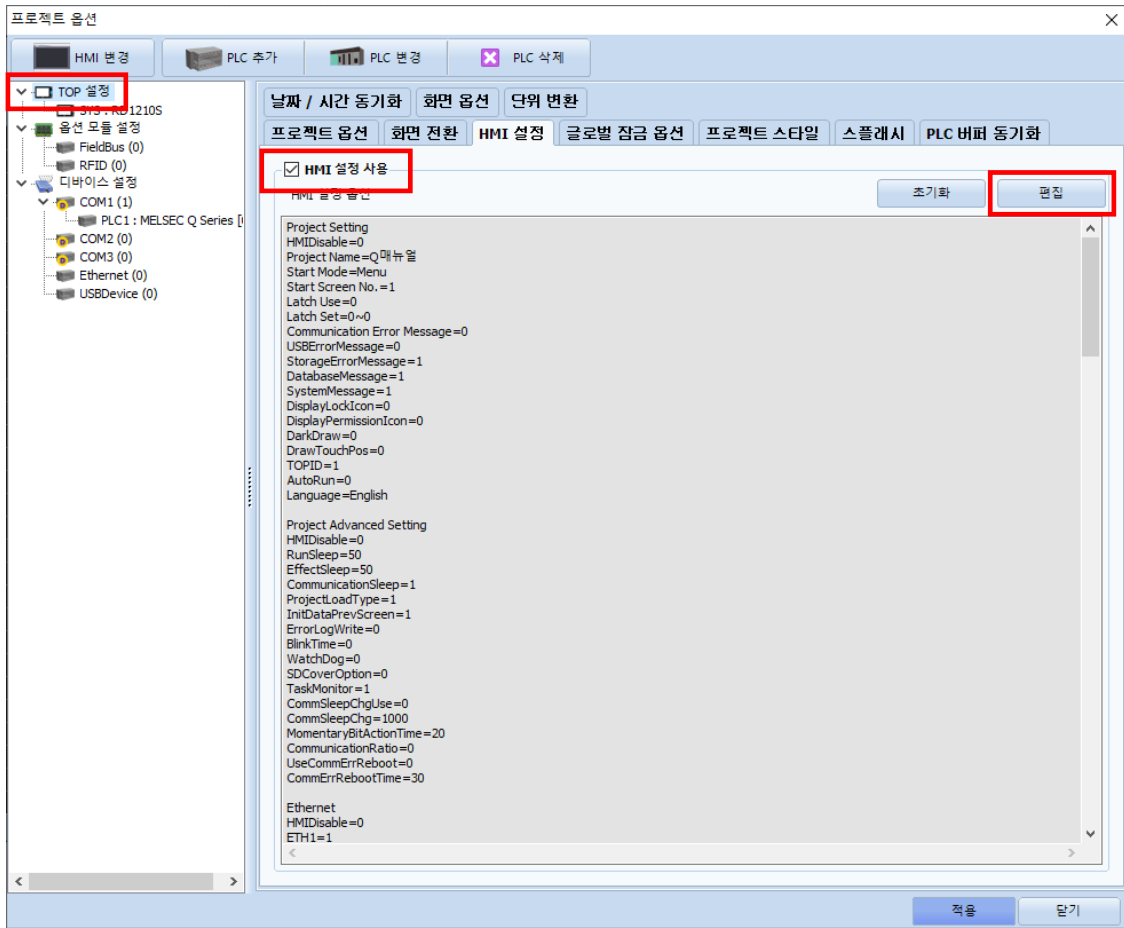 프로젝트 옵션
HMI 변경
PLC 추가
PLC 변경
PLC 삭제
TOP 설정
SYS : RD1210S
옵션 모듈 설정
FieldBus (0)
RFID (0)
디바이스 설정
COM1 (1)
PLC1 : MELSEC Q Series [
COM2 (0)
COM3 (0)
Ethernet (0)
USBDevice (0)
날짜 / 시간 동기화
화면 옵션
단위 변환
프로젝트 옵션
화면 전환
HMI 설정
글로벌 잠금 옵션
프로젝트 스타일
스플래시
PLC 버퍼 동기화
HMI 설정 사용
HMI 설정 옵션
초기화
편집
Project Setting
HMIDisable=0
Project Name=Q매뉴얼
Start Mode=Menu
Start Screen No.=1
Latch Use=0
Latch Set=0~0
Communication Error Message=0
USBErrorMessage=0
StorageErrorMessage=1
DatabaseMessage=1
SystemMessage=1
DisplayLockIcon=0
DisplayPermissionIcon=0
DarkDraw=0
DrawTouchPos=0
TOPID=1
AutoRun=0
Language=English
Project Advanced Setting
HMIDisable=0
RunSleep=50
EffectSleep=50
CommunicationSleep=1
ProjectLoadType=1
InitDataPrevScreen=1
ErrorLogWrite=0
BlinkTime=0
WatchDog=0
SDCoverOption=0
TaskMonitor=1
CommSleepChgUse=0
CommSleepChg=1000
MomentaryBitActionTime=20
CommunicationRatio=0
UseCommErrReboot=0
CommErrRebootTime=30
Ethernet
HMIDisable=0
ETH1=1
적용
닫기